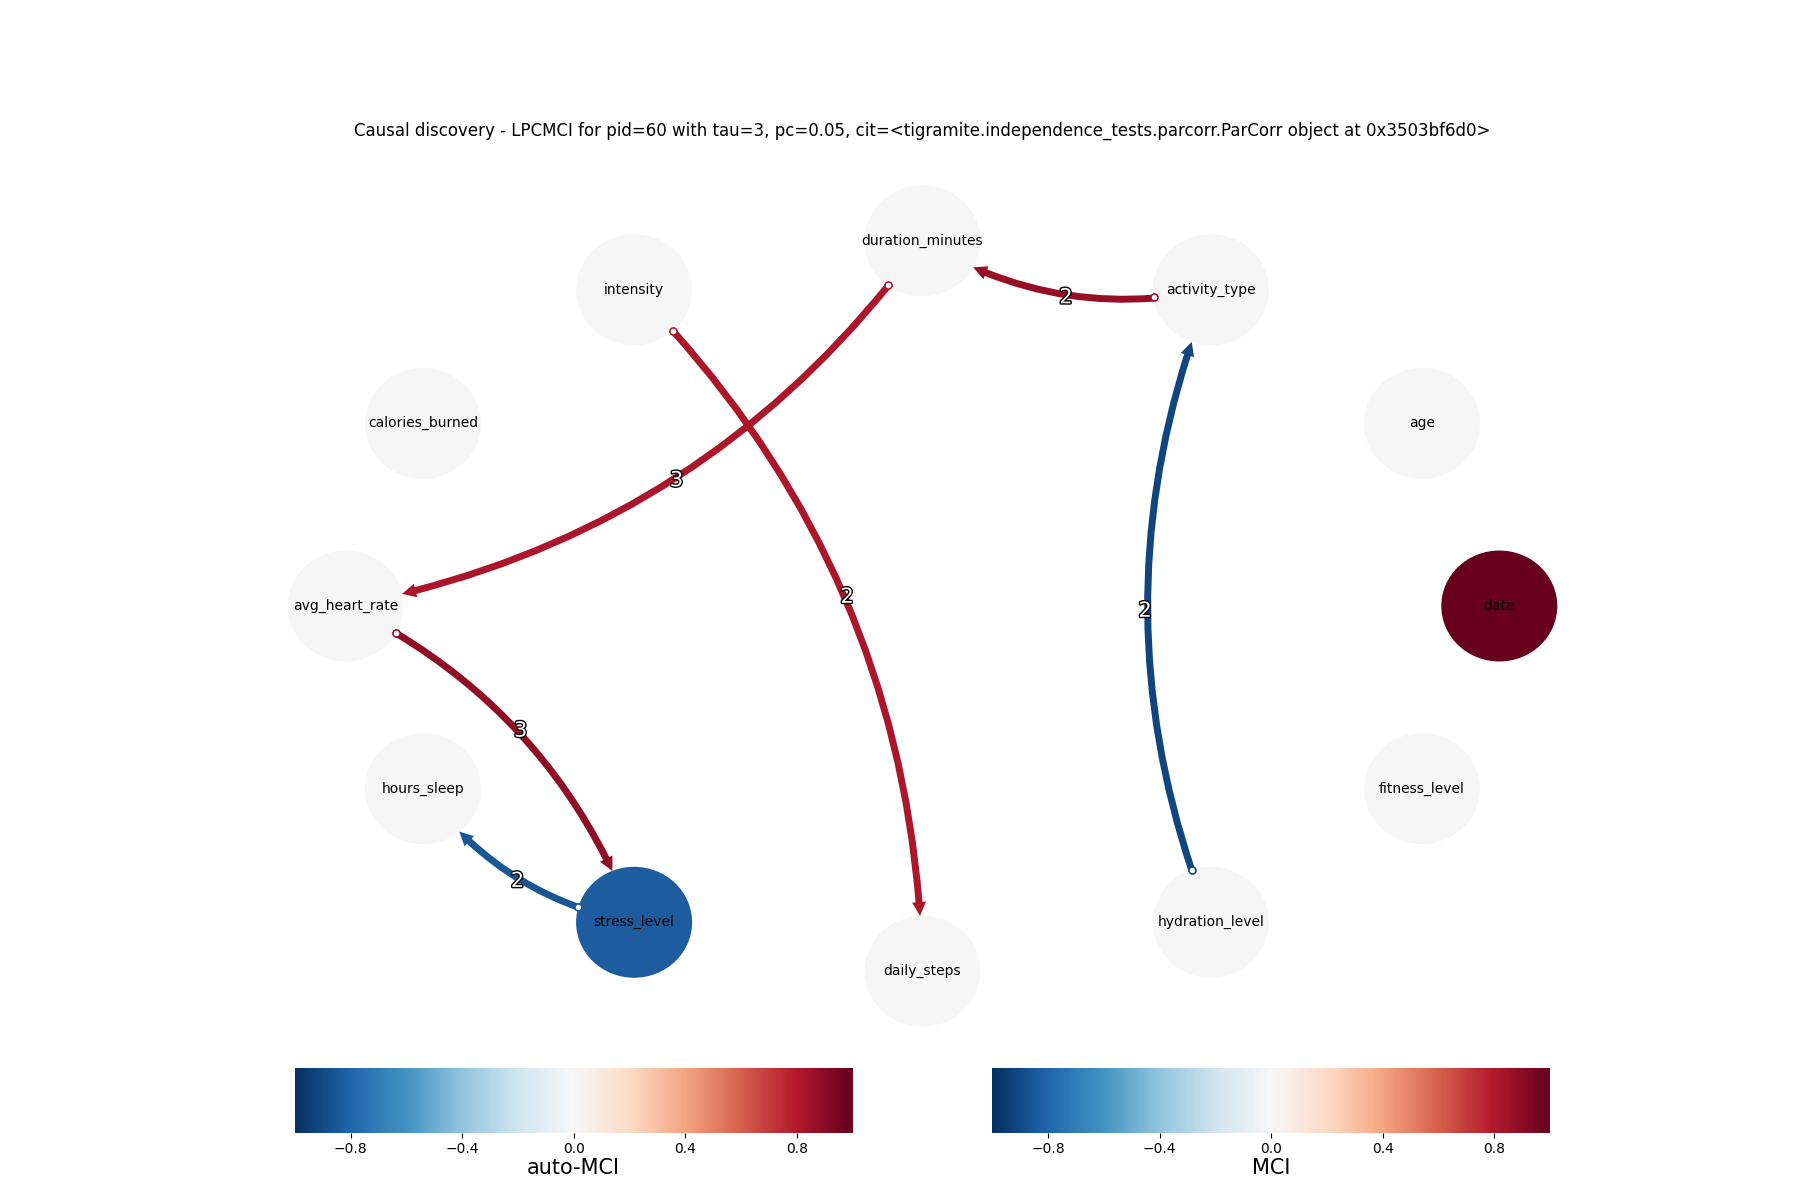 Causal discovery - LPCMCI for pid=60 with tau=3, pc=0.05, cit=<tigramite.independence_tests.parcorr.ParCorr object at 0x3503bf6d0>
duration_minutes
intensity
activity_type
2
calories_burned
age
3
2
avg_heart_rate
date
2
3
hours_sleep
fitness_level
2
stress_level
hydration_level
daily_steps
−0.8 −0.4 0.0 0.4 0.8
auto-MCI
−0.8 −0.4 0.0 0.4 0.8
MCI